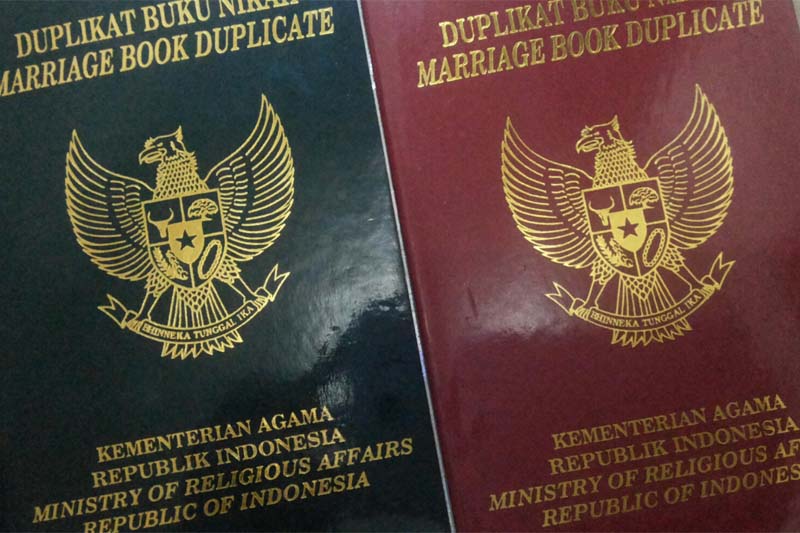 DUPLIKAT BUKU NIKAH
MARRIAGE BOOK DUPLICATE
BHINNEKA TUNGGAL IKA
KEMENTERIAN AGAMA
REPUBLIK INDONESIA
MINISTRY OF RELIGIOUS AFFAIRS
REPUBLIC OF INDONESIA
DUPLIKAT BUKU
MARRIAGE BOOK DUPLICATE
BHINNEKA TUNGGAL IKA
KEMENTERIAN AGAMA
REPUBLIK INDONESIA
MINISTRY OF RELIGIOUS
REPUBLIC OF